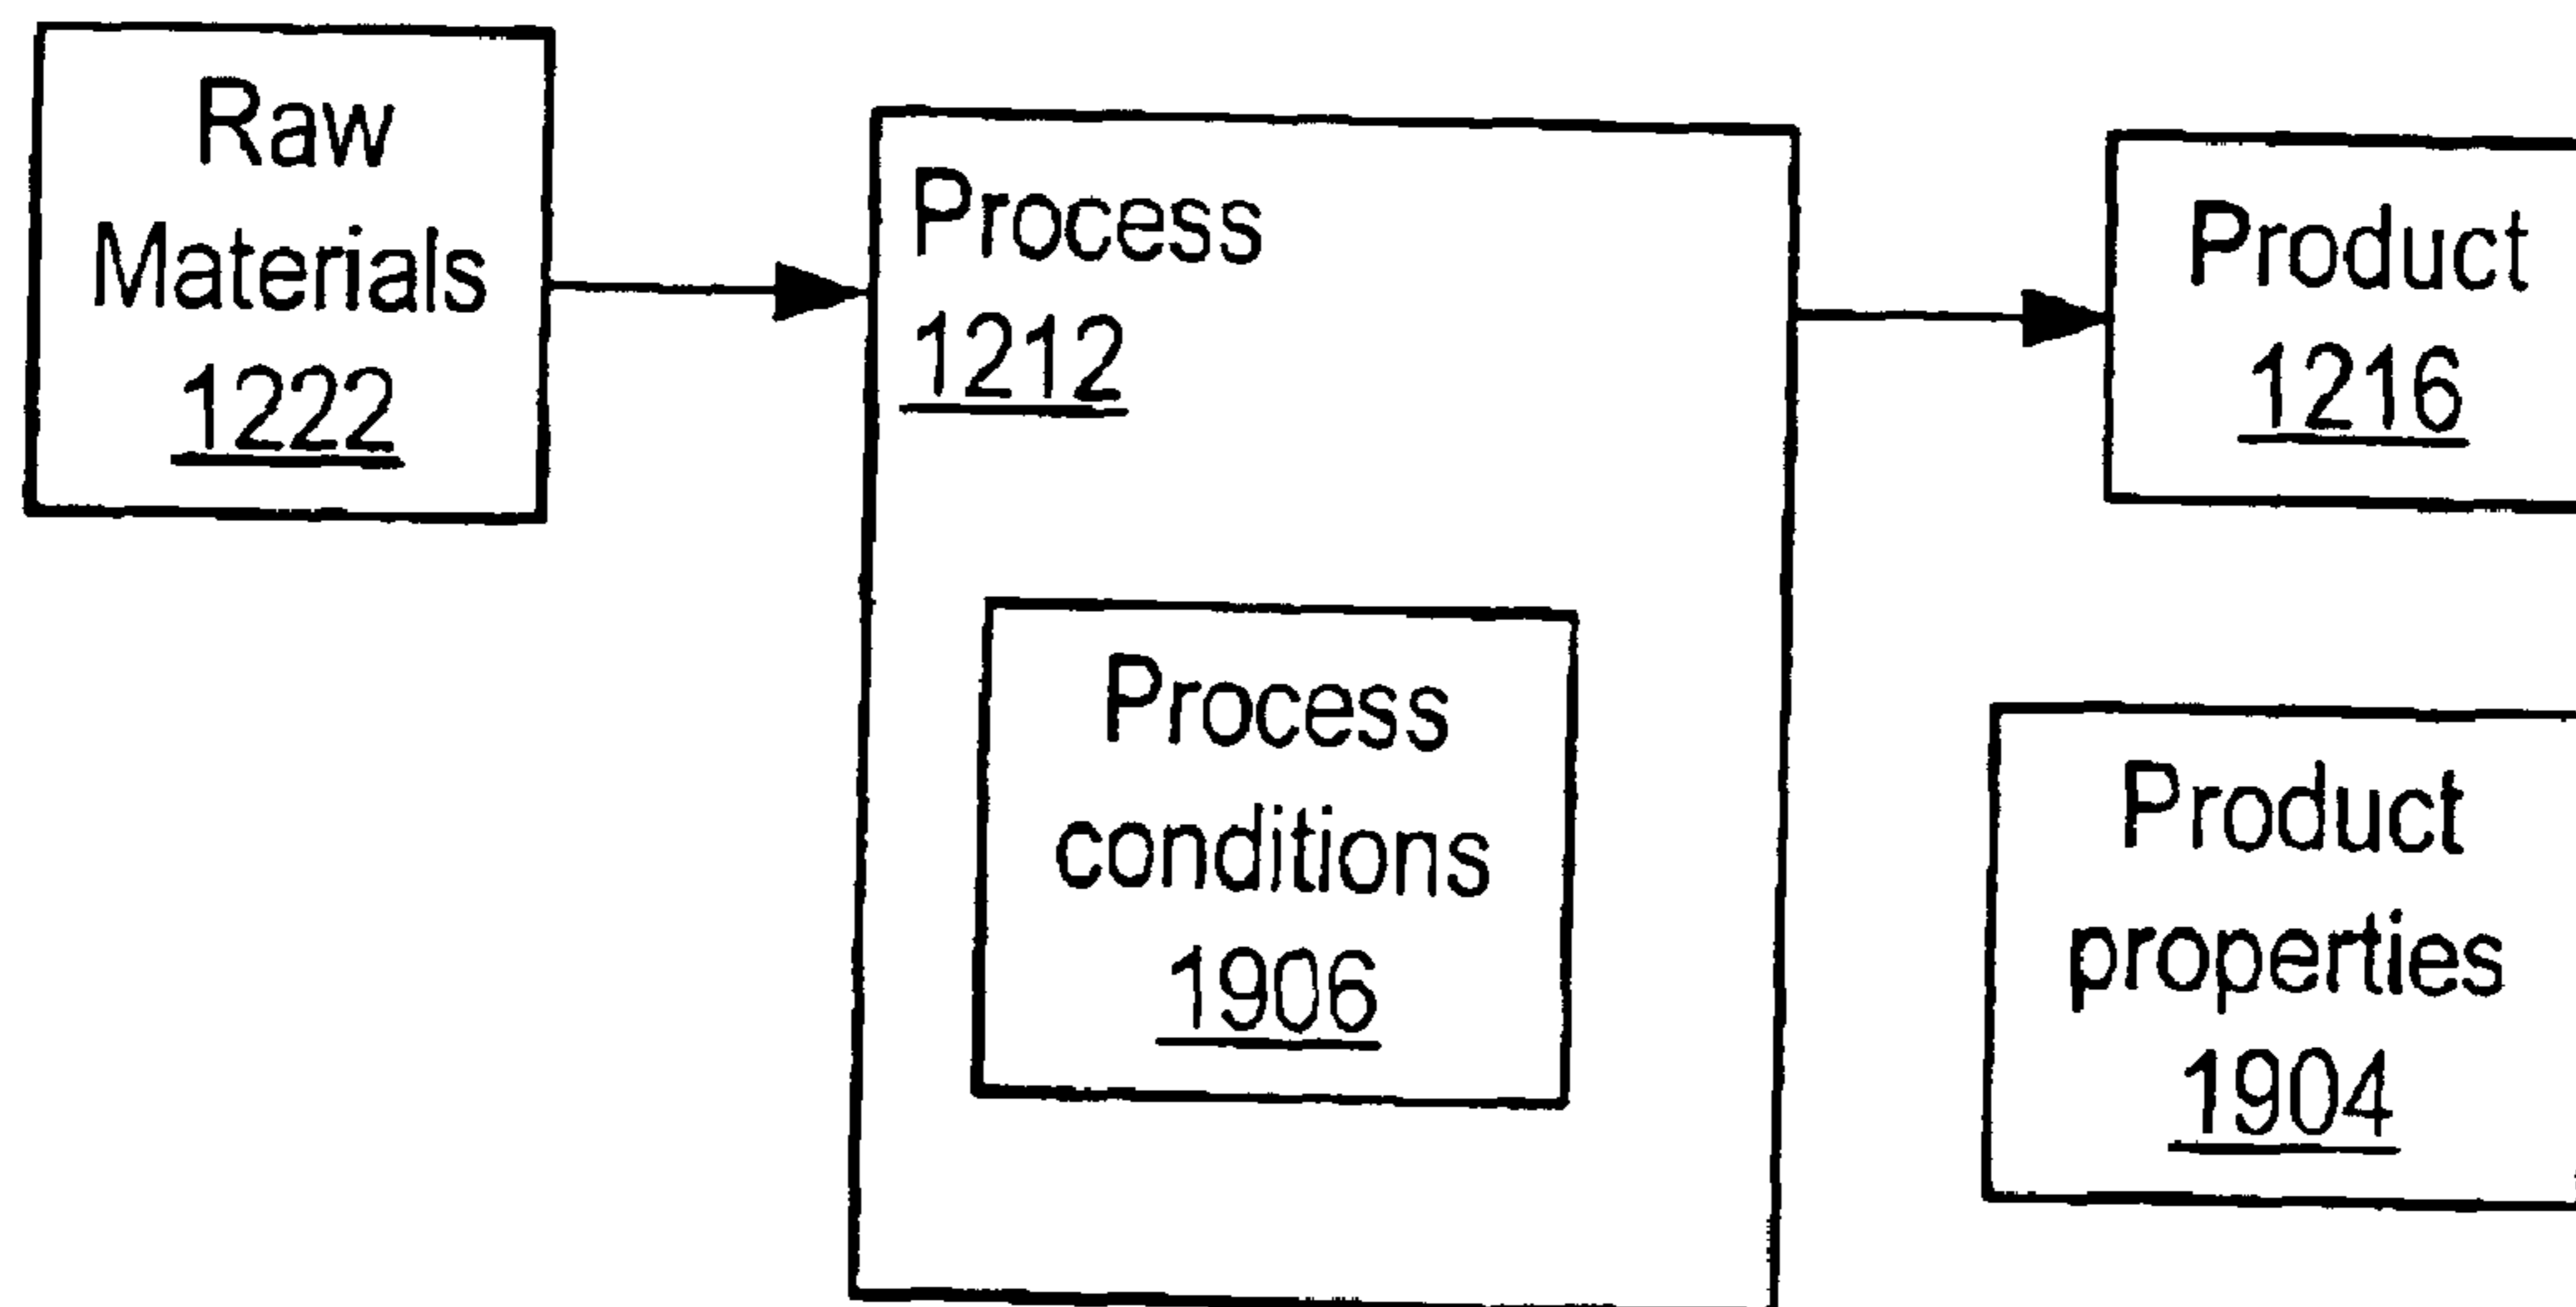 Raw
Materials
1222
Process
1212
Process
conditions
1906
Product
1216
Product
properties
1904